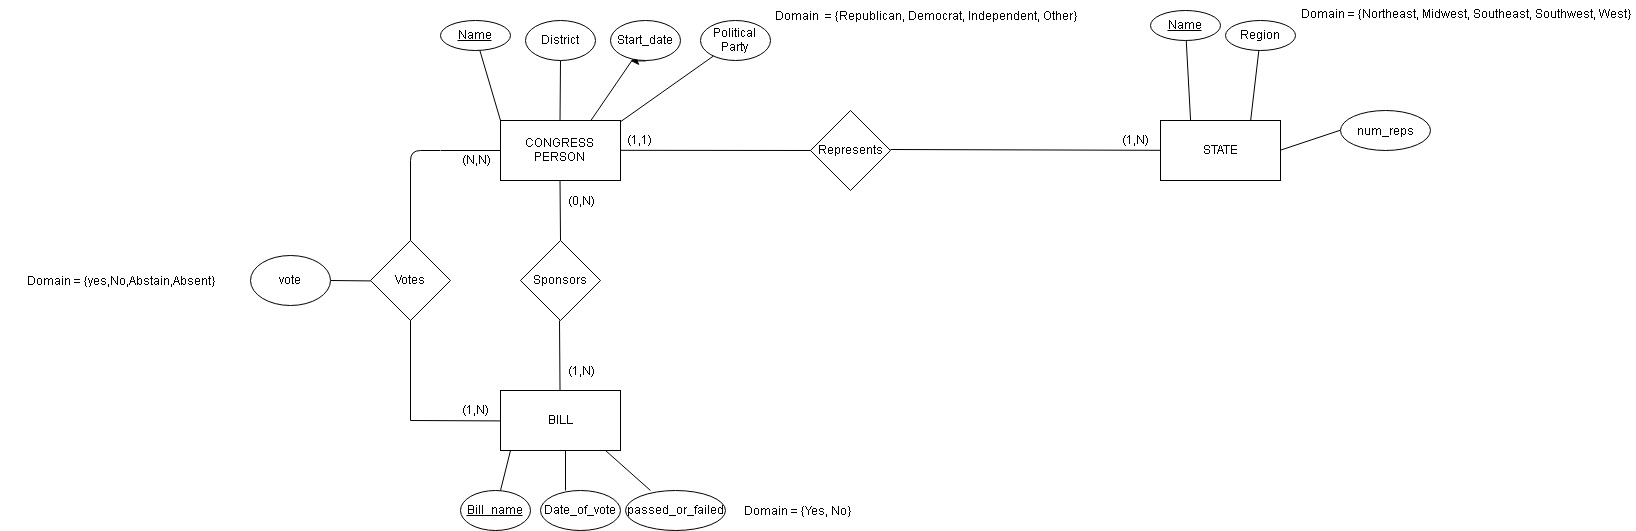 Domain = {Republican, Democrat, Independent, Other}
Domain = {Northeast, Midwest, Southeast, Southwest, West}
Name
District
Start_date
Political
Party
Name
Region
num_reps
CONGRESS
PERSON
(1,1)
Represents
(1,N)
STATE
(N,N)
(0,N)
Domain = {yes,No,Abstain,Absent}
vote
Votes
Sponsors
(1,N)
(1,N)
BILL
Bill_name
Date_of_vote
passed_or_failed
Domain = {Yes, No}